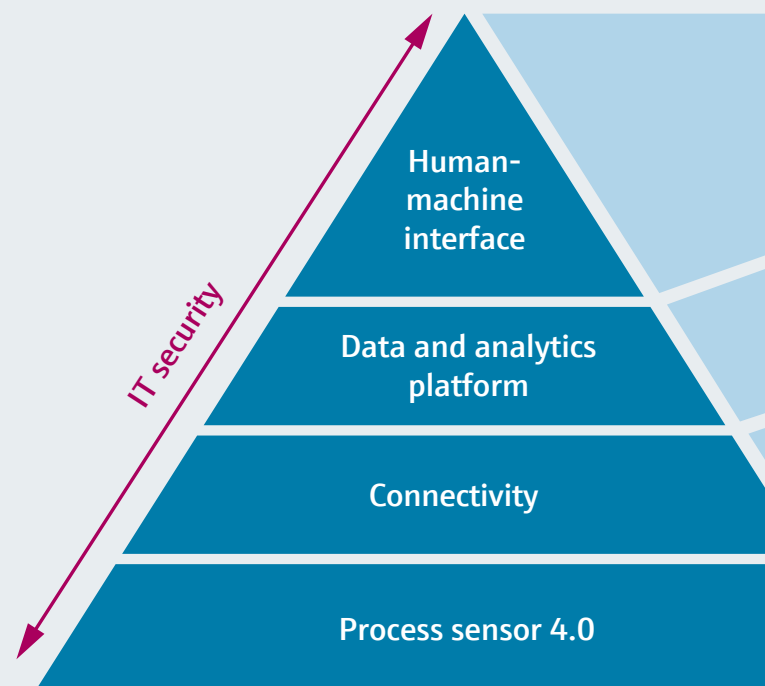 Human-
machine
interface
IT security
Data and analytics
platform
Connectivity
Process sensor 4.0